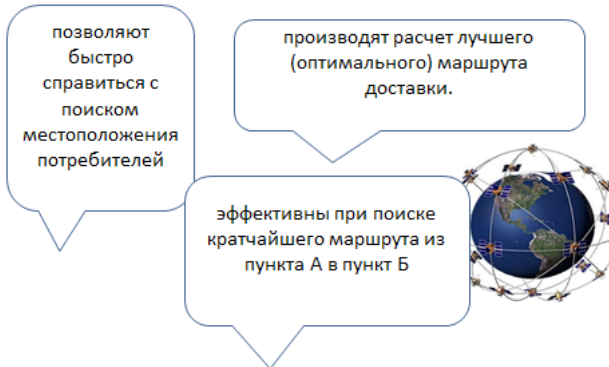 позволяют
быстро
справиться с
поиском
местоположения
потребителей
производят расчет лучшего
(оптимального) маршрута
доставки.
эффективны при поиске
кратчайшего маршрута из
пункта А в пункт Б